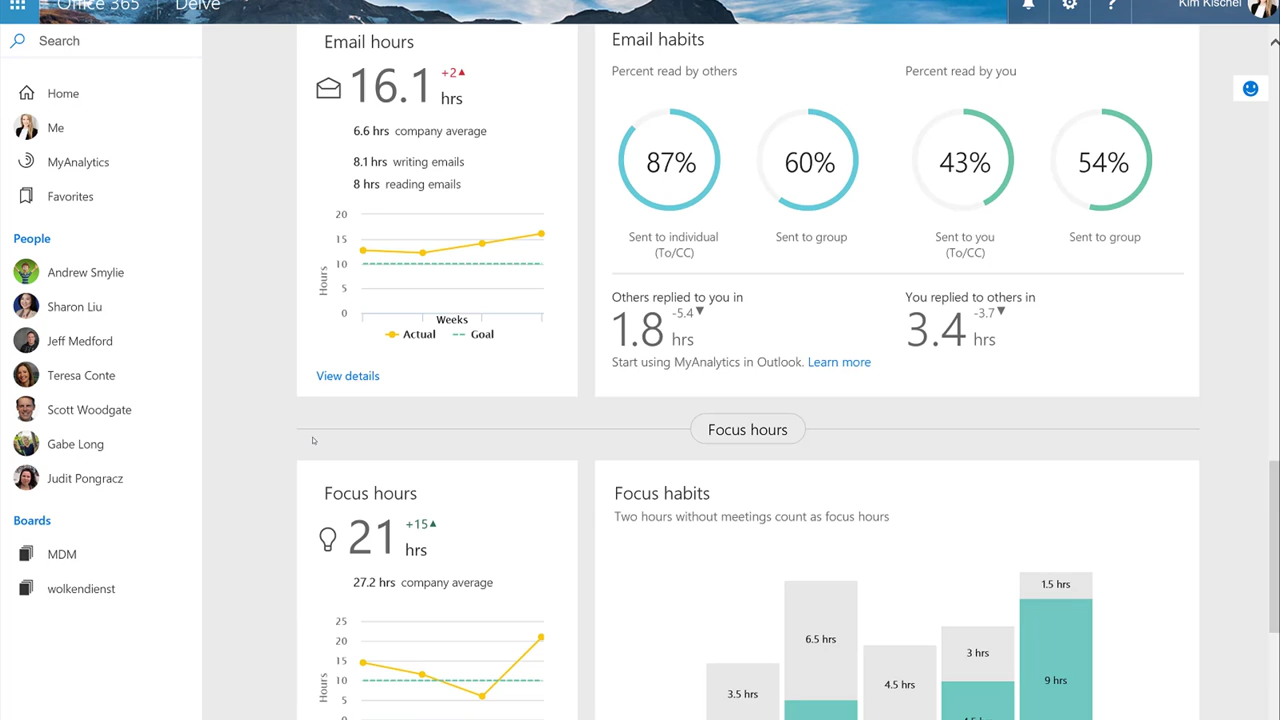 Office 365
Delve
Kim Kischel
Search
Home
Me
MyAnalytics
Favorites
People
Andrew Smylie
Sharon Liu
Jeff Medford
Teresa Conte
Scott Woodgate
Gabe Long
Judit Pongracz
Boards
MDM
wolkendienst
Email hours
16.1 hrs +2▲
6.6 hrs company average
8.1 hrs writing emails
8 hrs reading emails
20
15
10
5
0
Hours
Weeks
Actual Goal
View details
Email habits
Percent read by others
Percent read by you
87% 60% 43% 54%
Sent to individual (To/CC)
Sent to group
Sent to you (To/CC)
Sent to group
Others replied to you in
1.8 hrs -5.4▼
You replied to others in
3.4 hrs -3.7▼
Start using MyAnalytics in Outlook. Learn more
Focus hours
Focus hours
21 hrs +15▲
27.2 hrs company average
25
20
15
10
5
Hours
Focus habits
Two hours without meetings count as focus hours
3.5 hrs
6.5 hrs
4.5 hrs
3 hrs
1.5 hrs
9 hrs